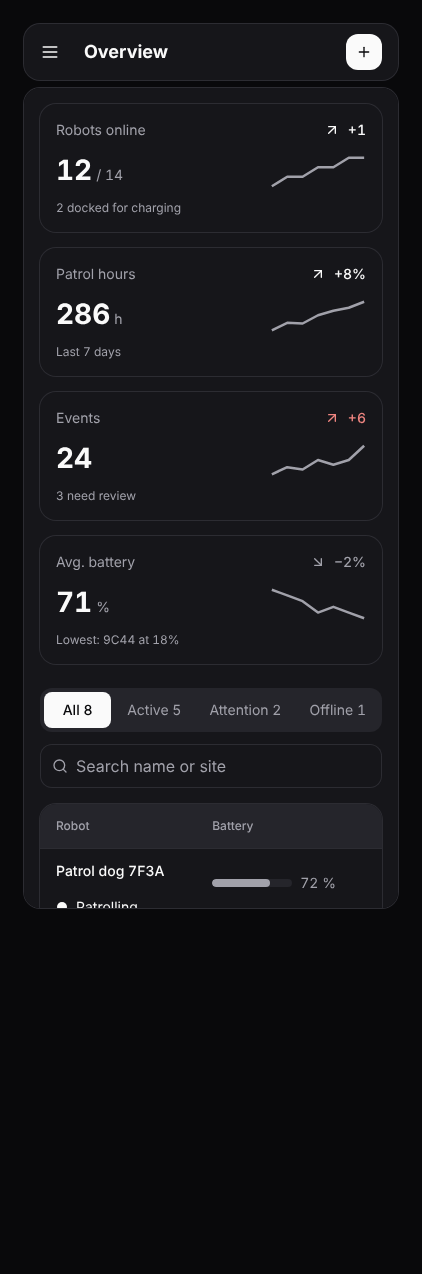 Overview
Robots online
+1
12 / 14
2 docked for charging
Patrol hours
+8%
286 h
Last 7 days
Events
+6
24
3 need review
Avg. battery
−2%
71 %
Lowest: 9C44 at 18%
All 8 Active 5 Attention 2 Offline 1
Search name or site
Robot Battery
Patrol dog 7F3A
72 %
Patrolling